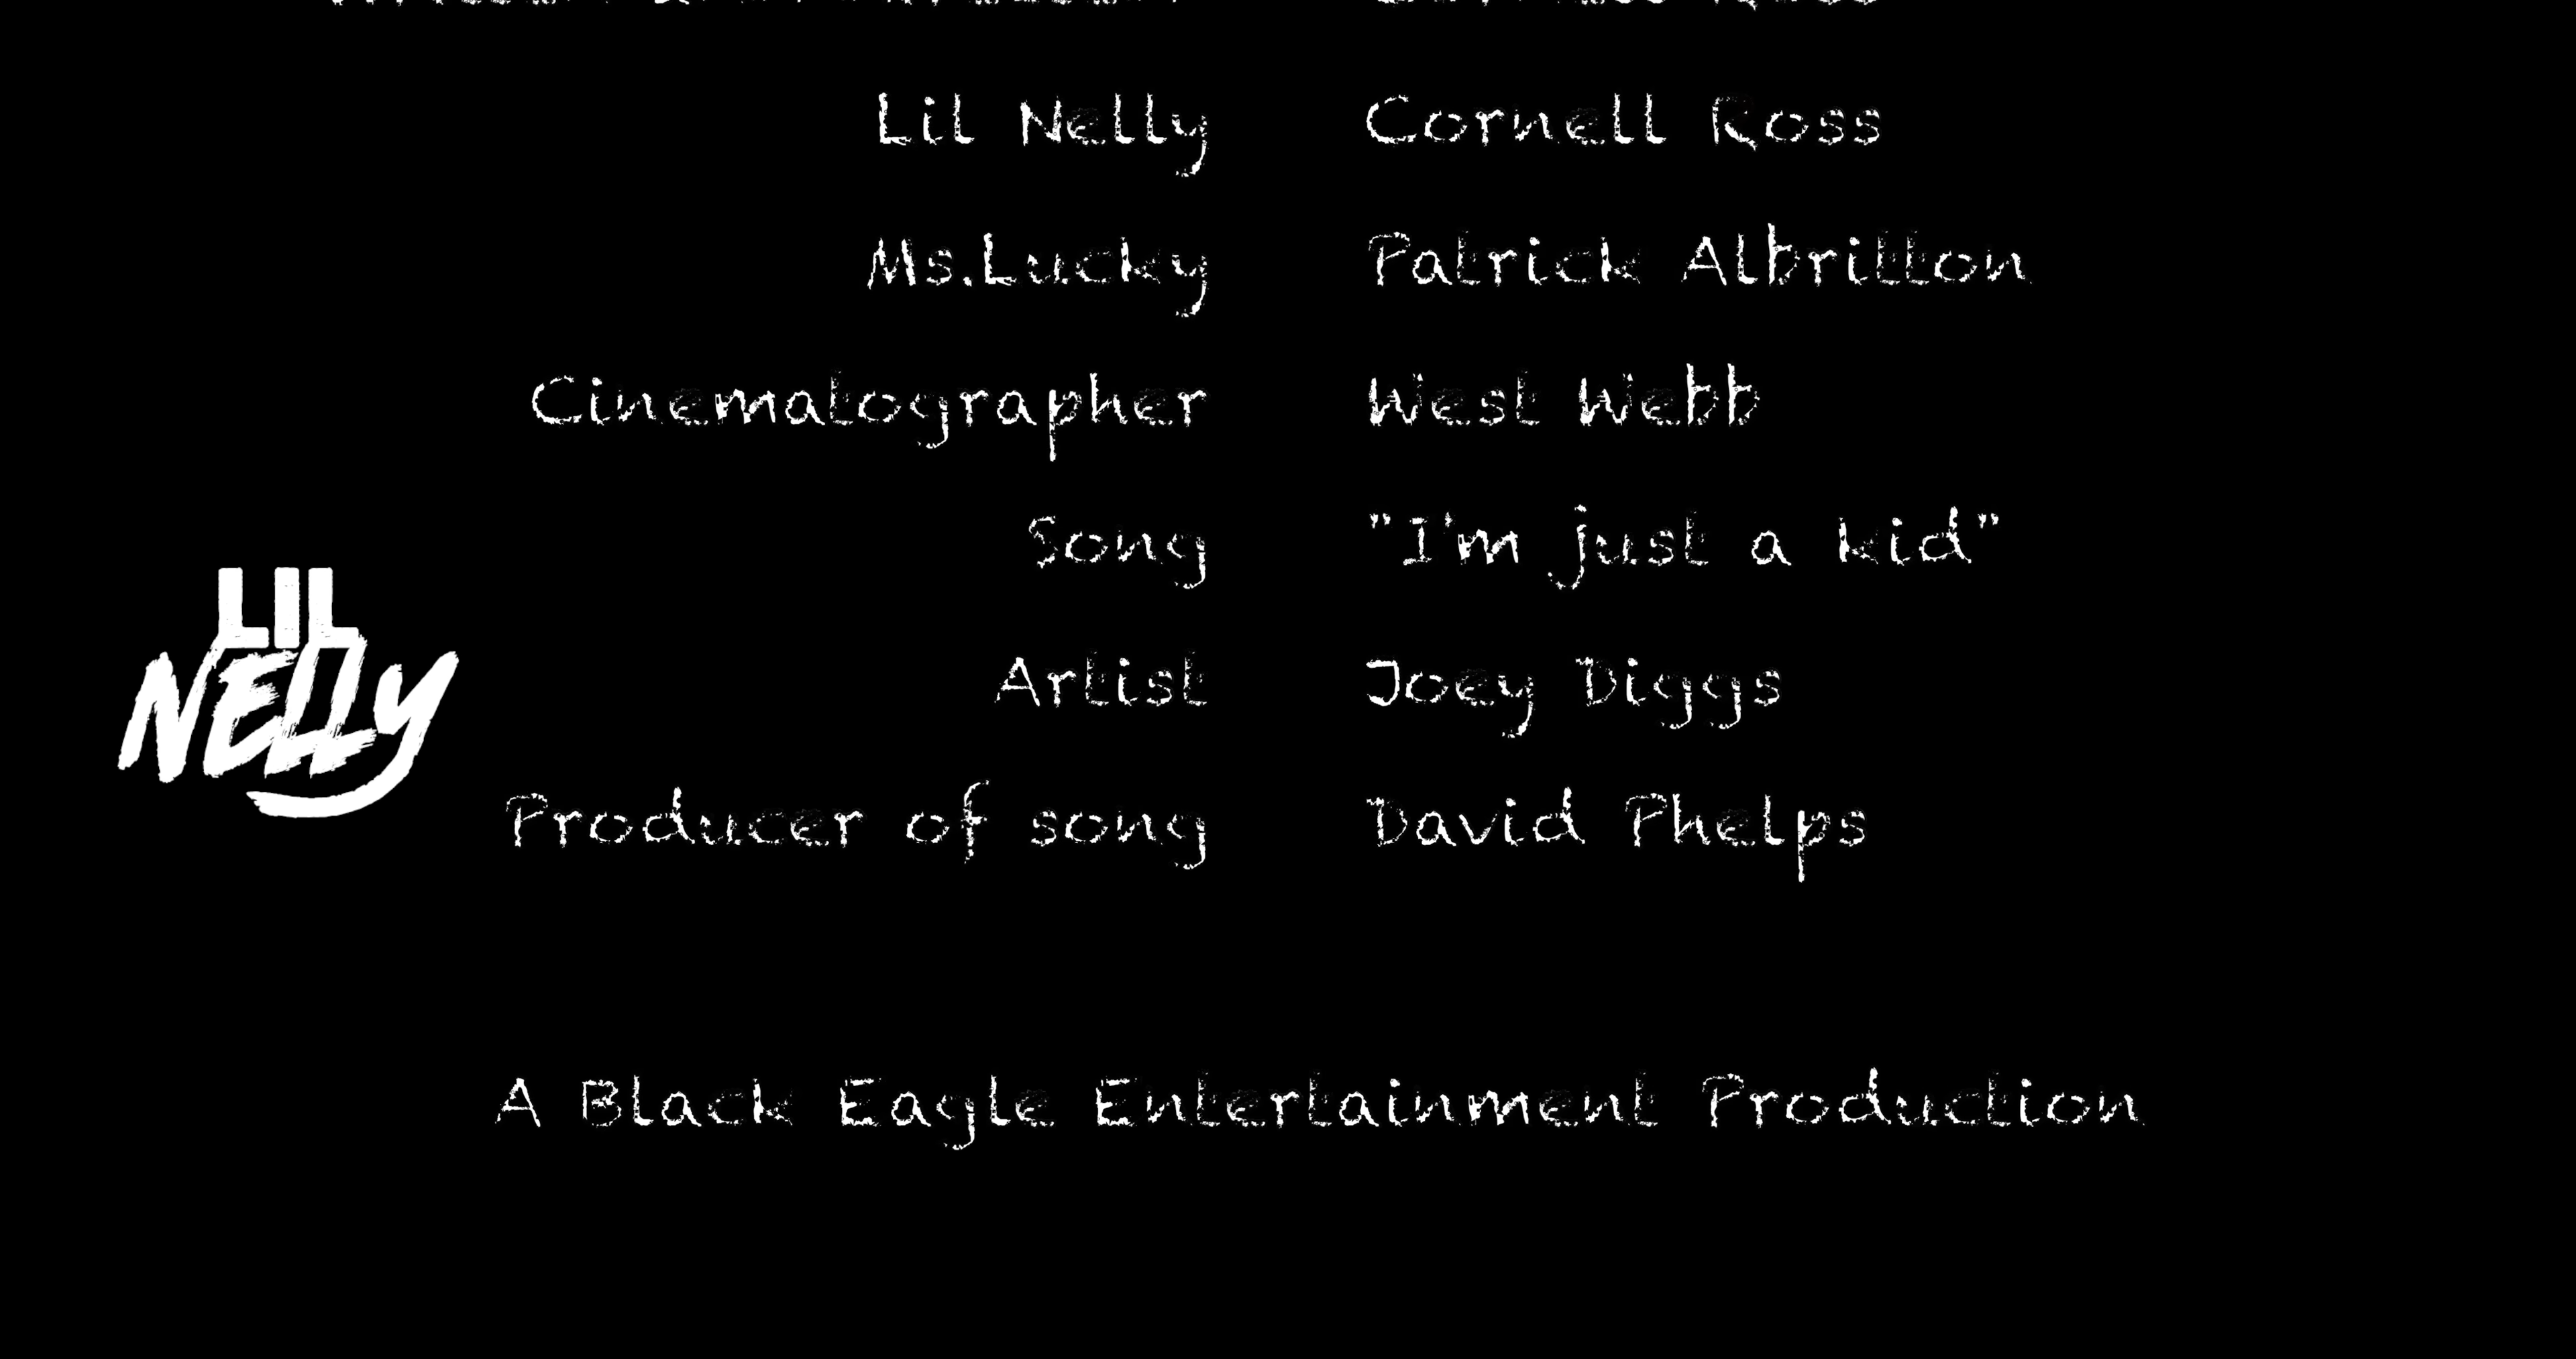 Lil Nelly Cornell Ross
Ms.Lucky Patrick Albritton
Cinematographer West Webb
Song "I'm just a kid"
Artist Joey Diggs
Producer of song David Phelps
LIL
NELLY
A Black Eagle Entertainment Production